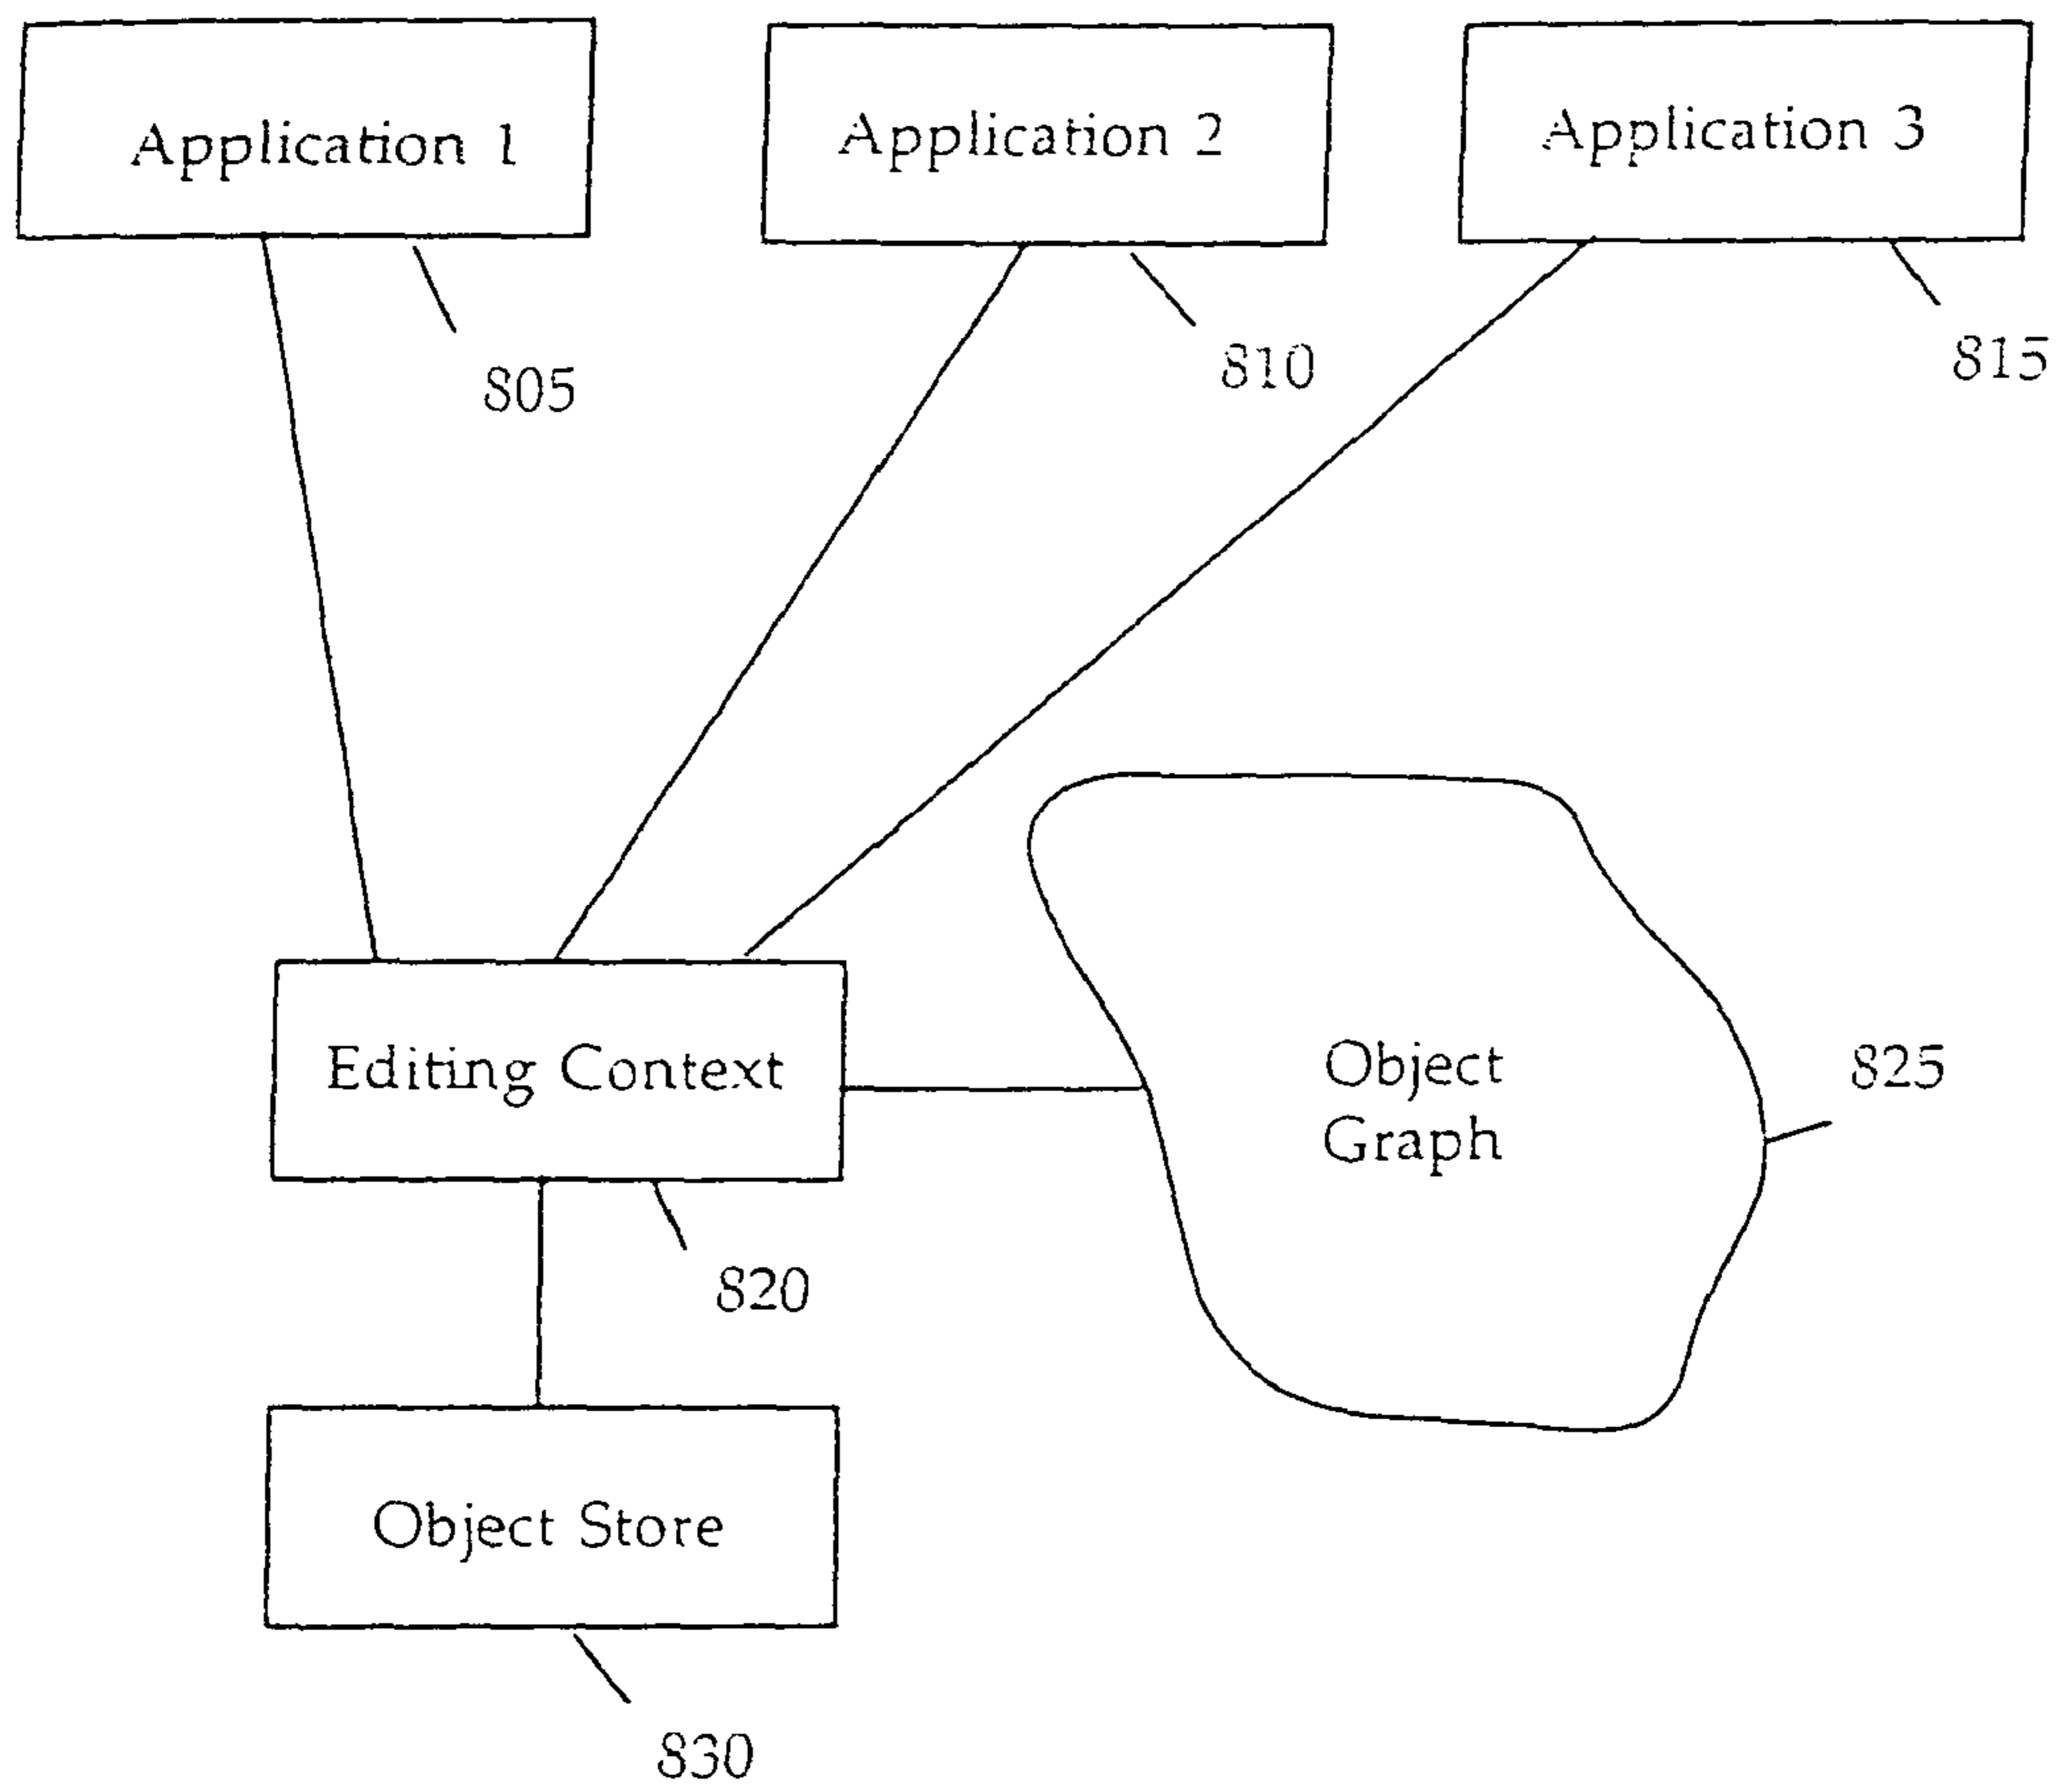 Application 1
Application 2
Application 3
805
810
815
Editing Context
Object
Graph
825
820
Object Store
830